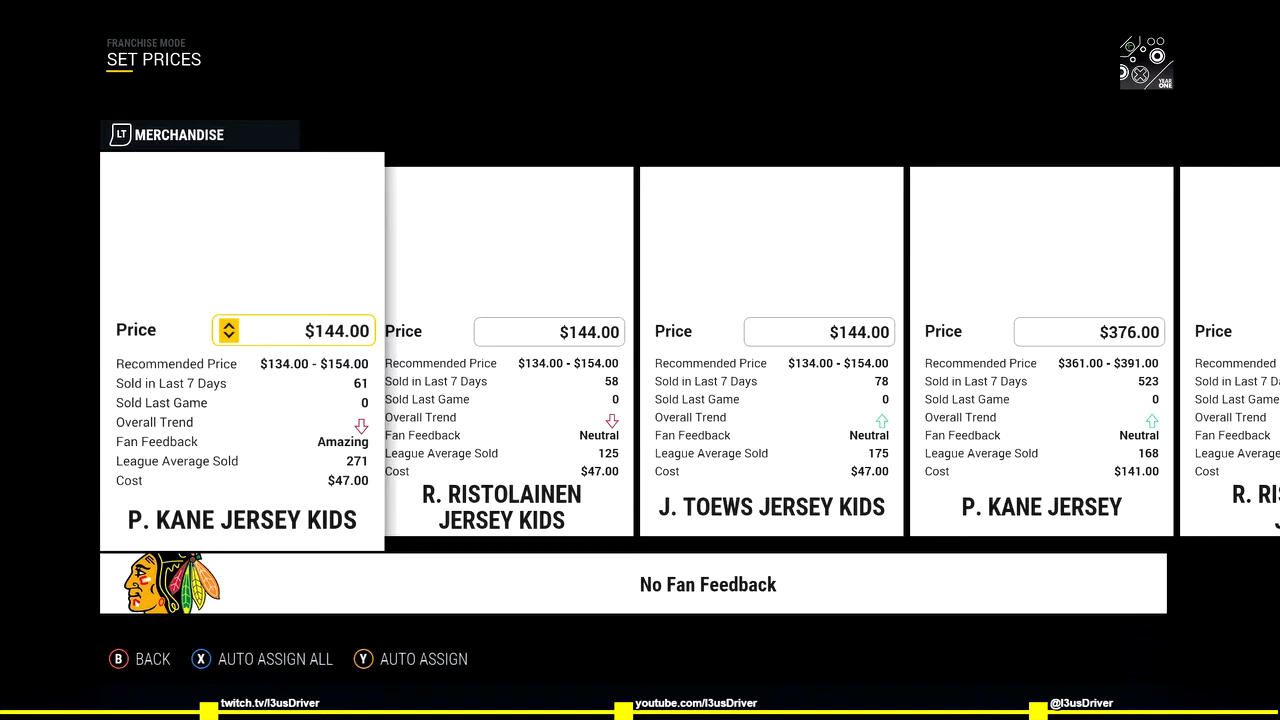 FRANCHISE MODE
SET PRICES
YEAR
ONE
LT MERCHANDISE
Price $144.00
Recommended Price $134.00 - $154.00
Sold in Last 7 Days 61
Sold Last Game 0
Overall Trend
Fan Feedback Amazing
League Average Sold 271
Cost $47.00
P. KANE JERSEY KIDS
Price $144.00
Recommended Price $134.00 - $154.00
Sold in Last 7 Days 58
Sold Last Game 0
Overall Trend
Fan Feedback Neutral
League Average Sold 125
Cost $47.00
R. RISTOLAINEN
JERSEY KIDS
Price $144.00
Recommended Price $134.00 - $154.00
Sold in Last 7 Days 78
Sold Last Game 0
Overall Trend
Fan Feedback Neutral
League Average Sold 175
Cost $47.00
J. TOEWS JERSEY KIDS
Price $376.00
Recommended Price $361.00 - $391.00
Sold in Last 7 Days 523
Sold Last Game 0
Overall Trend
Fan Feedback Neutral
League Average Sold 168
Cost $141.00
P. KANE JERSEY
Price
Recommended
Sold in Last 7 D
Sold Last Game
Overall Trend
Fan Feedback
League Average
Cost
R. RI
No Fan Feedback
B BACK X AUTO ASSIGN ALL Y AUTO ASSIGN
twitch.tv/l3usDriver youtube.com/l3usDriver @l3usDriver